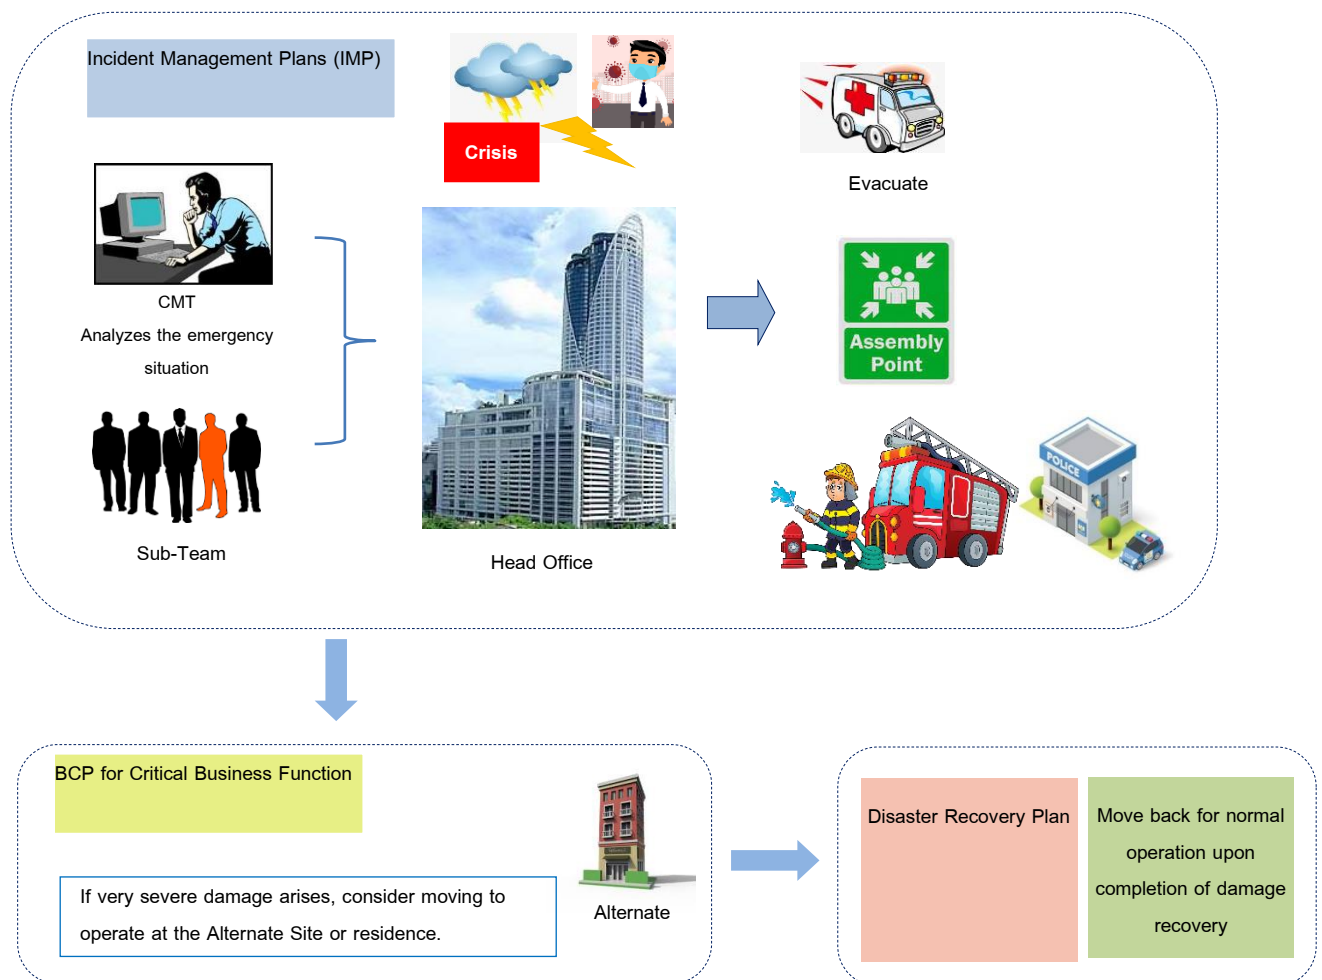 Incident Management Plans (IMP)
Crisis
Evacuate
CMT
Analyzes the emergency
situation
Assembly
Point
POLICE
Sub-Team
Head Office
BCP for Critical Business Function
If very severe damage arises, consider moving to
operate at the Alternate Site or residence.
Alternate
Disaster Recovery Plan
Move back for normal
operation upon
completion of damage
recovery